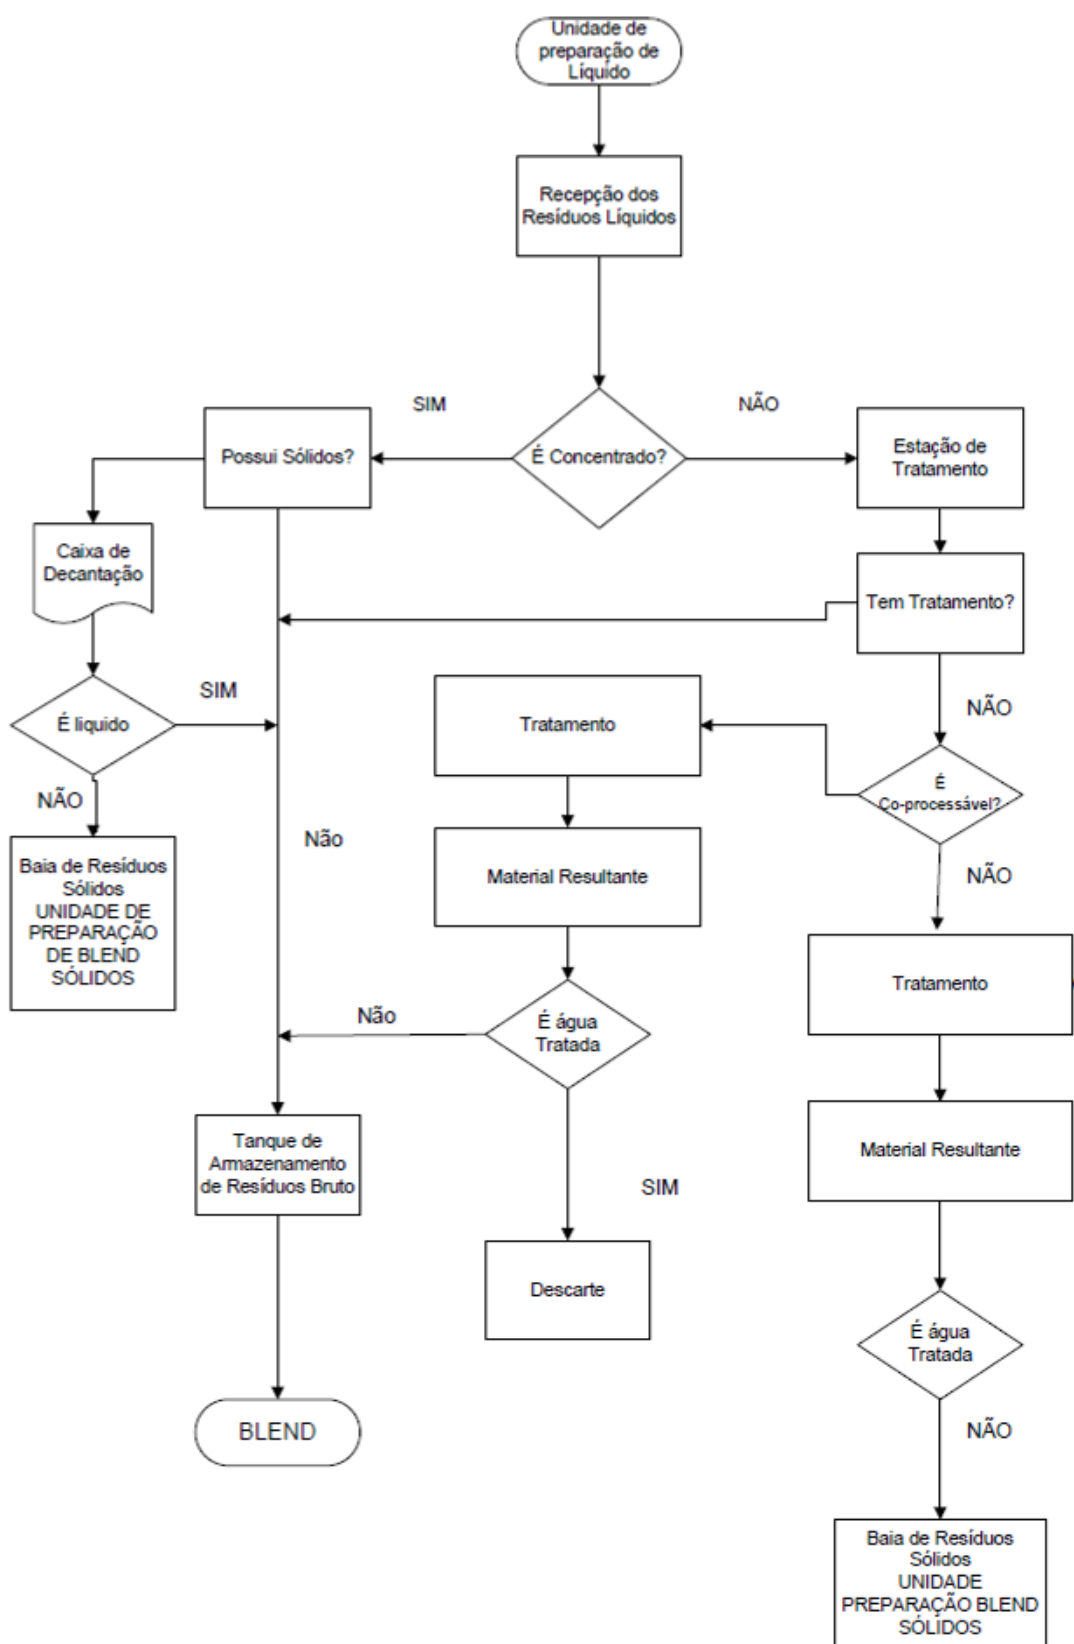 Unidade de
preparação de
Líquido
Recepção dos
Resíduos Líquidos
SIM
NÃO
Possui Sólidos?
É Concentrado?
Estação de
Tratamento
Caixa de
Decantação
Tem Tratamento?
É liquido
SIM
Tratamento
NÃO
É
Co-processável?
NÃO
Não
Baia de Resíduos
Sólidos
UNIDADE DE
PREPARAÇÃO
DE BLEND
SÓLIDOS
Material Resultante
NÃO
Tratamento
Não
É água
Tratada
Tanque de
Armazenamento
de Resíduos Bruto
Material Resultante
SIM
Descarte
É água
Tratada
BLEND
NÃO
Baia de Resíduos
Sólidos
UNIDADE
PREPARAÇÃO BLEND
SÓLIDOS